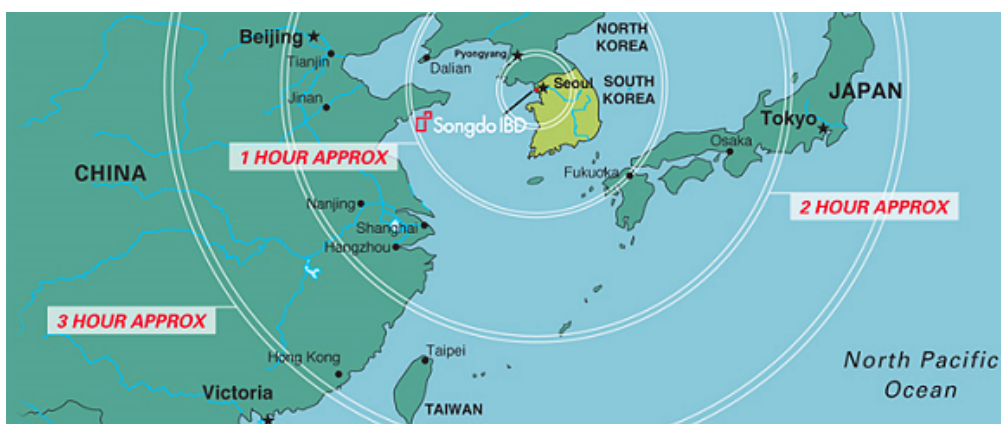 Beijing
Tianjin
Jinan
Dalian
Pyongyang
NORTH
KOREA
Seoul
SOUTH
KOREA
Songdo IBD
JAPAN
Tokyo
Osaka
Fukuoka
1 HOUR APPROX
CHINA
Nanjing
Shanghai
Hangzhou
2 HOUR APPROX
3 HOUR APPROX
Hong Kong
Victoria
Taipei
TAIWAN
North Pacific
Ocean